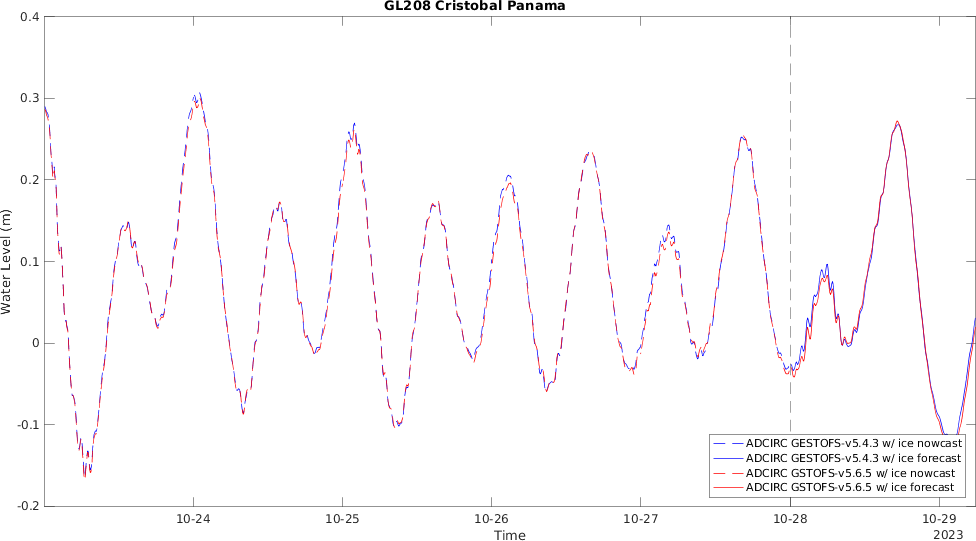 GL208 Cristobal Panama
0.4
0.3
0.2
0.1
0
-0.1
-0.2
Water Level (m)
ADCIRC GESTOFS-v5.4.3 w/ ice nowcast
ADCIRC GESTOFS-v5.4.3 w/ ice forecast
ADCIRC GSTOFS-v5.6.5 w/ ice nowcast
ADCIRC GSTOFS-v5.6.5 w/ ice forecast
10-24 10-25 10-26 10-27 10-28 10-29
Time 2023